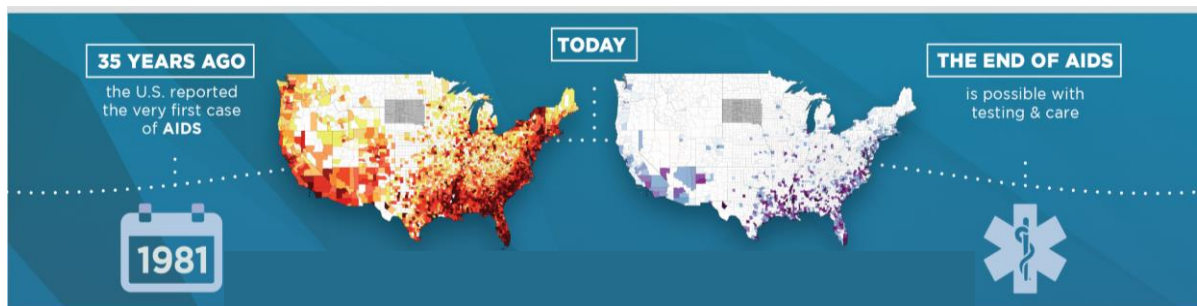 35 YEARS AGO
the U.S. reported
the very first case
of AIDS
1981
TODAY
THE END OF AIDS
is possible with
testing & care